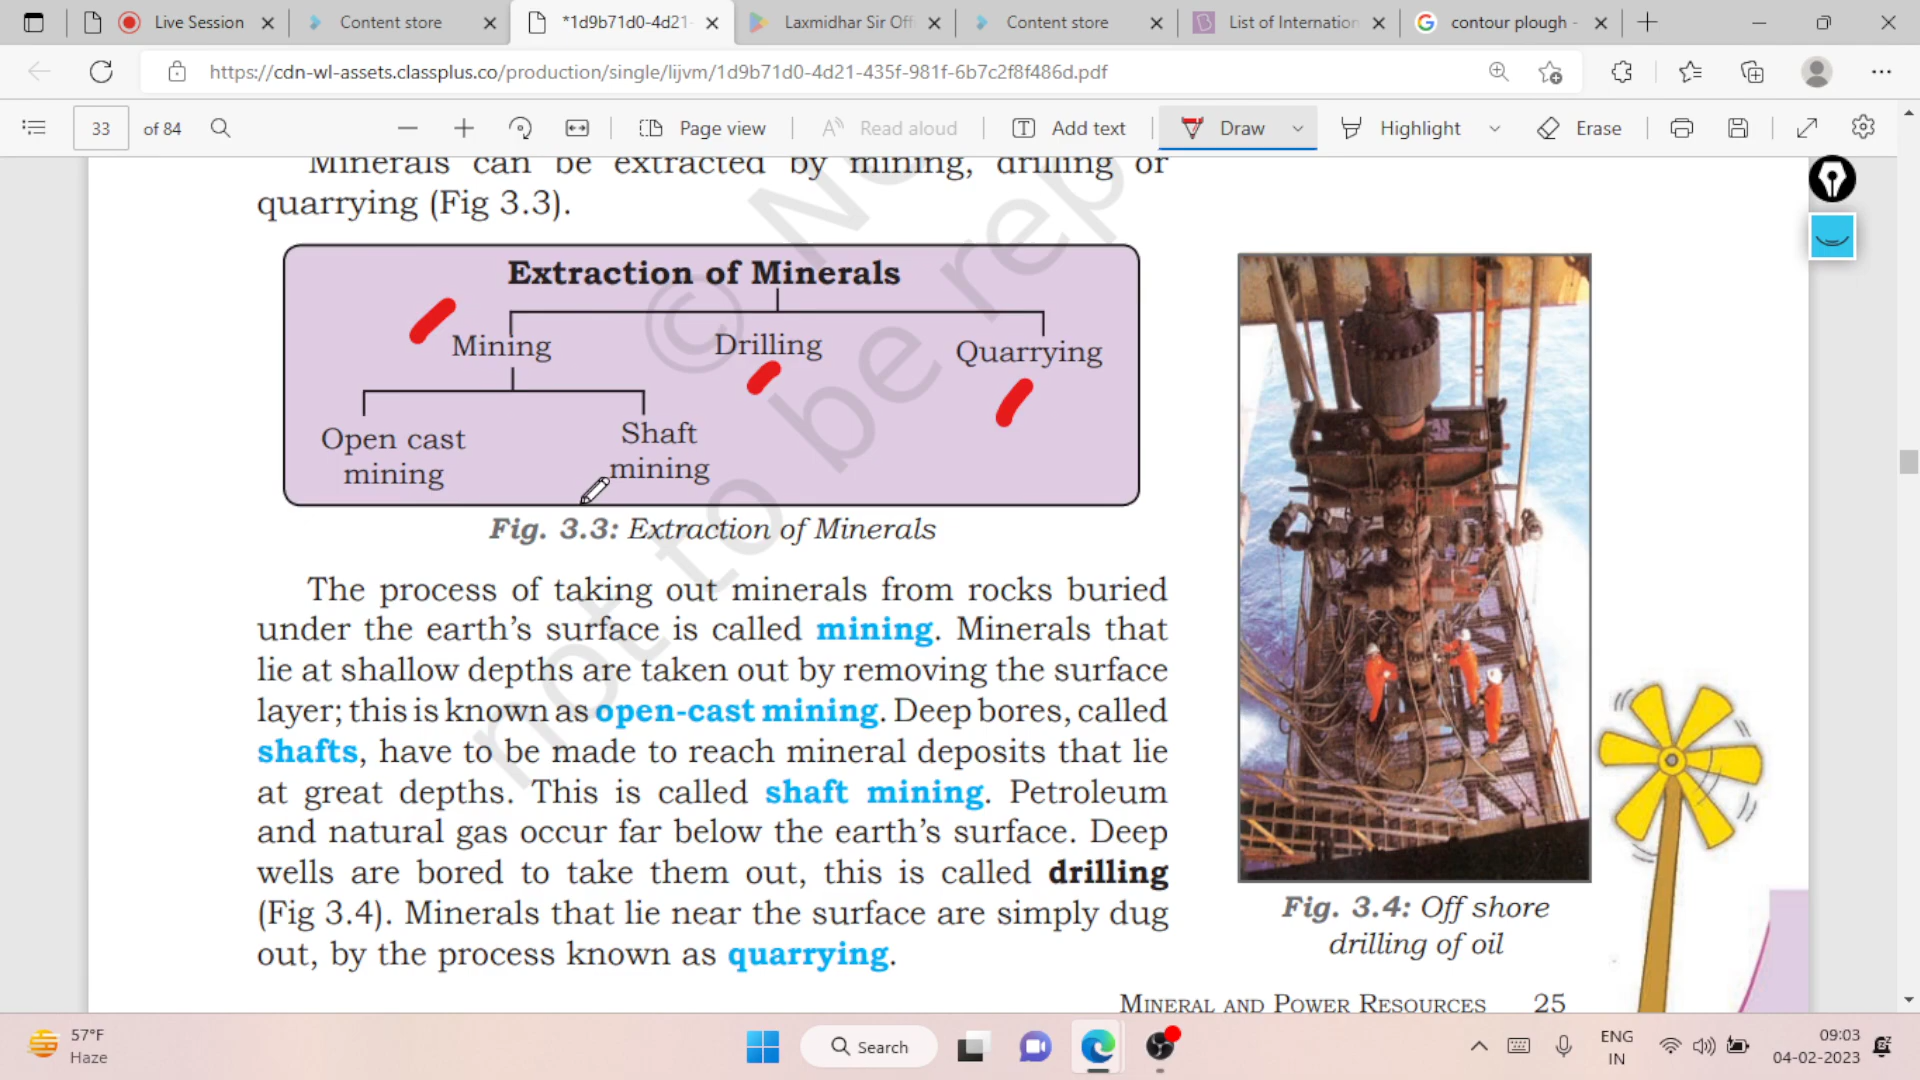 Live Session
Content store
*1d9b71d0-4d21-
Laxmidhar Sir Off
Content store
List of Internation
contour plough -
https://cdn-wl-assets.classplus.co/production/single/lijvm/1d9b71d0-4d21-435f-981f-6b7c2f8f486d.pdf
33 of 84
Page view
Read aloud
Add text
Draw
Highlight
Erase
Minerals can be extracted by mining, drilling or
quarrying (Fig 3.3).
Extraction of Minerals
Mining
Drilling
Quarrying
Open cast
mining
Shaft
mining
Fig. 3.3: Extraction of Minerals
The process of taking out minerals from rocks buried
under the earth's surface is called mining. Minerals that
lie at shallow depths are taken out by removing the surface
layer; this is known as open-cast mining. Deep bores, called
shafts, have to be made to reach mineral deposits that lie
at great depths. This is called shaft mining. Petroleum
and natural gas occur far below the earth's surface. Deep
wells are bored to take them out, this is called drilling
(Fig 3.4). Minerals that lie near the surface are simply dug
out, by the process known as quarrying.
Fig. 3.4: Off shore
drilling of oil
MINERAL AND POWER RESOURCES 25
© N
not to be rep
57°F
Haze
Search
ENG
IN
09:03
04-02-2023